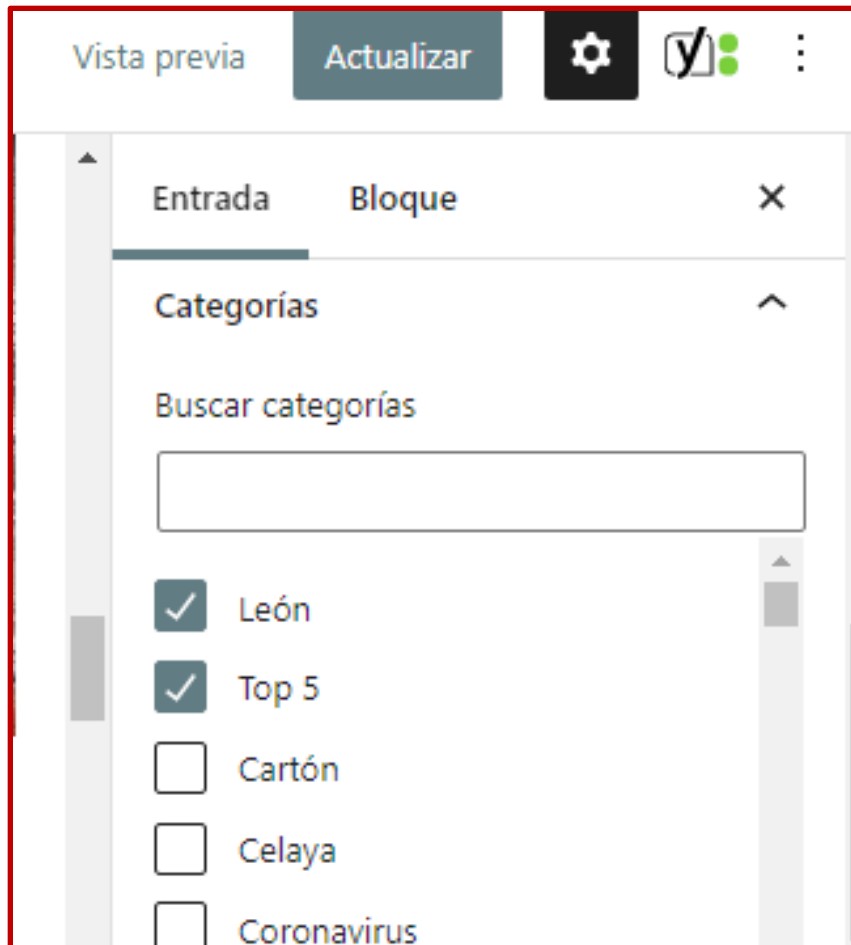 Vista previa Actualizar y
Entrada Bloque
Categorías
Buscar categorías
León
Top 5
Cartón
Celaya
Coronavirus